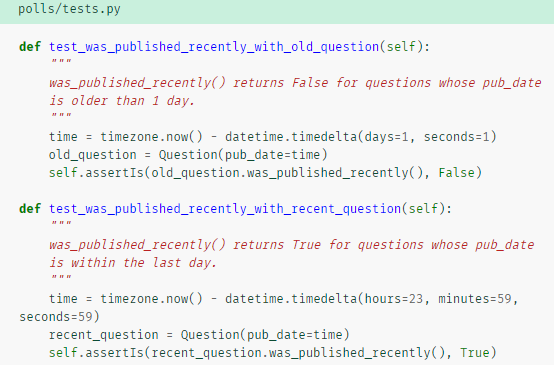 polls/tests.py
def test_was_published_recently_with_old_question(self):
    """
    was_published_recently() returns False for questions whose pub_date
    is older than 1 day.
    """
    time = timezone.now() - datetime.timedelta(days=1, seconds=1)
    old_question = Question(pub_date=time)
    self.assertIs(old_question.was_published_recently(), False)
def test_was_published_recently_with_recent_question(self):
    """
    was_published_recently() returns True for questions whose pub_date
    is within the last day.
    """
    time = timezone.now() - datetime.timedelta(hours=23, minutes=59,
seconds=59)
    recent_question = Question(pub_date=time)
    self.assertIs(recent_question.was_published_recently(), True)